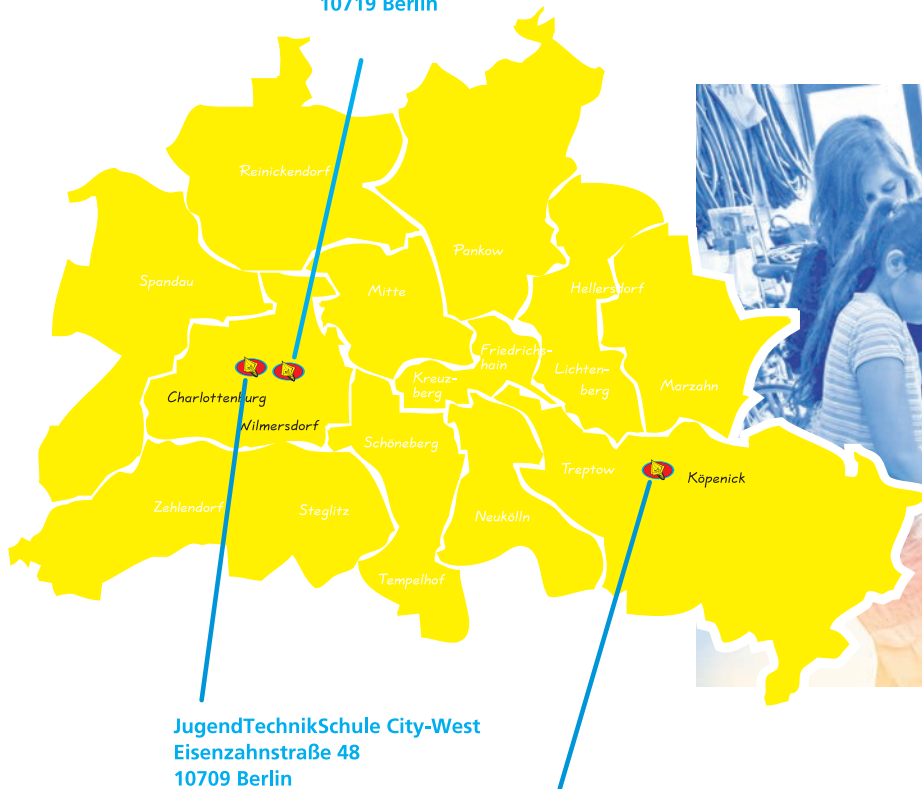 10719 Berlin
Rainickendorf
Pankow
Spandau
Mitte
Hellersdorf
Friedrichs-
hain
Kreuz-
berg
Lichten-
berg
Marzahn
Charlottenburg
Wilmersdorf
Schöneberg
Treptow
Köpenick
Zehlendorf
Steglitz
Neukölln
Tempelhof
JugendTechnikSchule City-West
Eisenzahnstraße 48
10709 Berlin